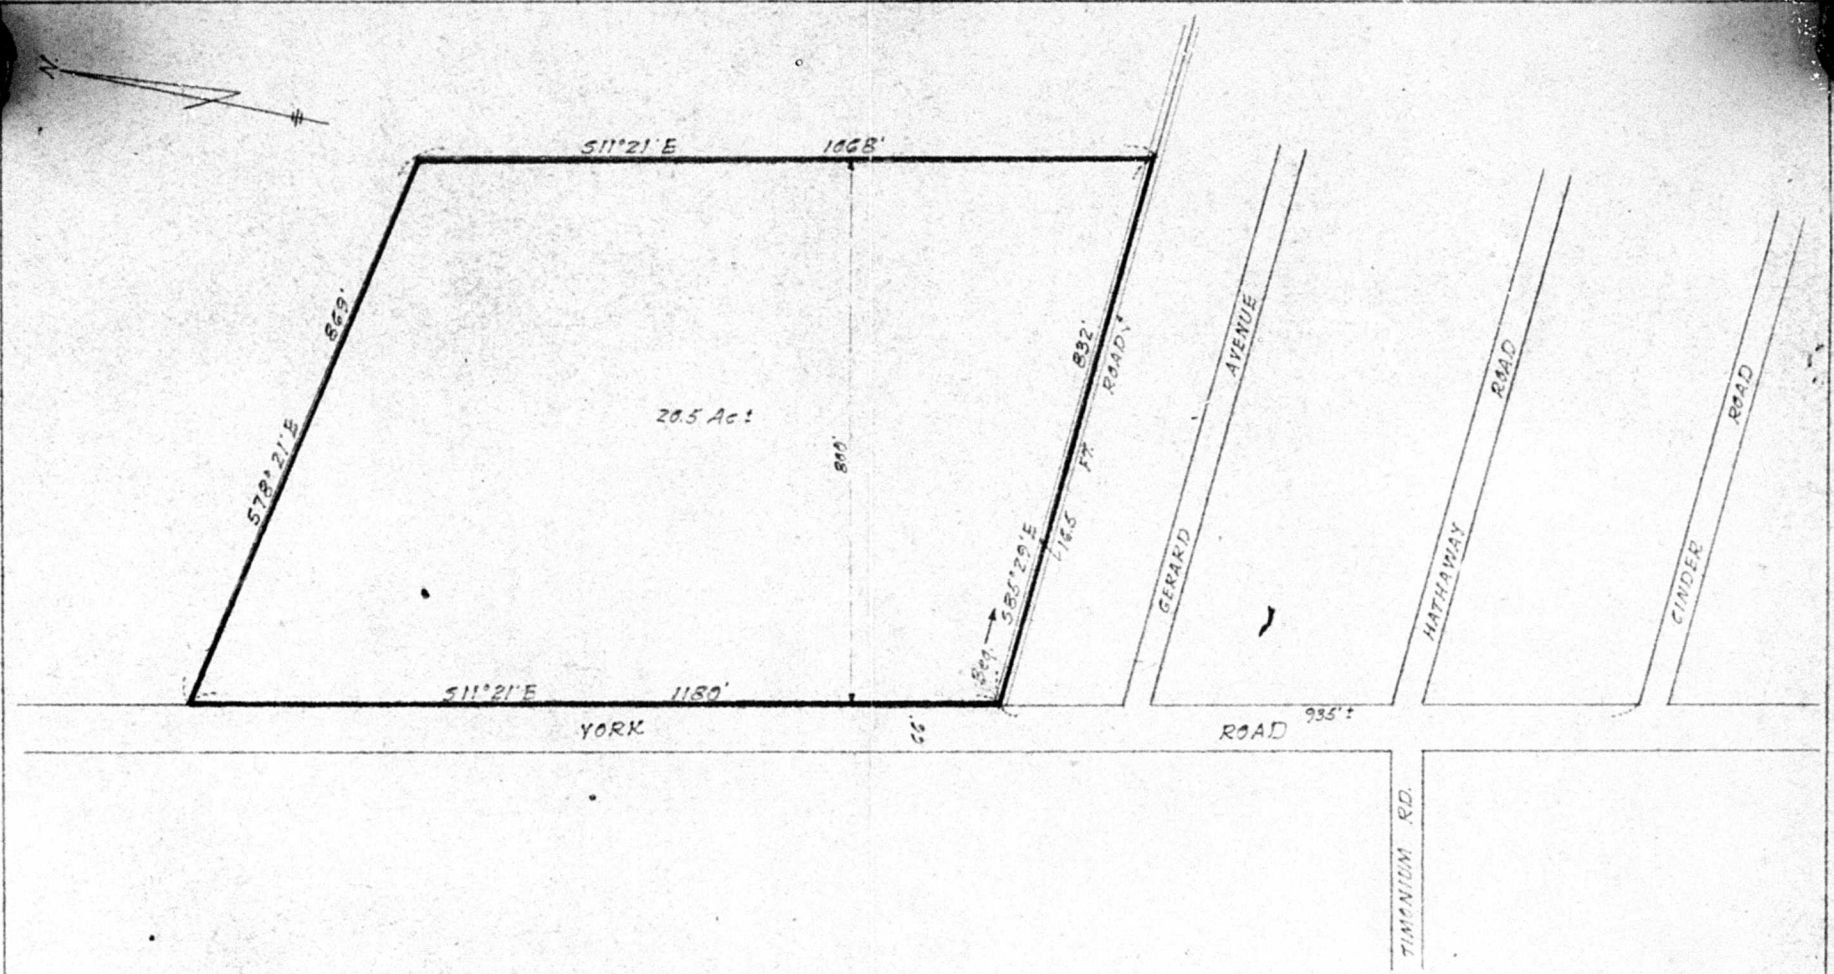 N.
S11°21'E 1068'
869'
S78°21'E
20.5 Ac ±
800'
832'
S85°29'E
Beg.
16.5 FT. ROAD
S11°21'E 1180'
YORK ROAD
66'
935'±
GERARD AVENUE
HATHAWAY ROAD
CINDER ROAD
TIMONIUM RD.